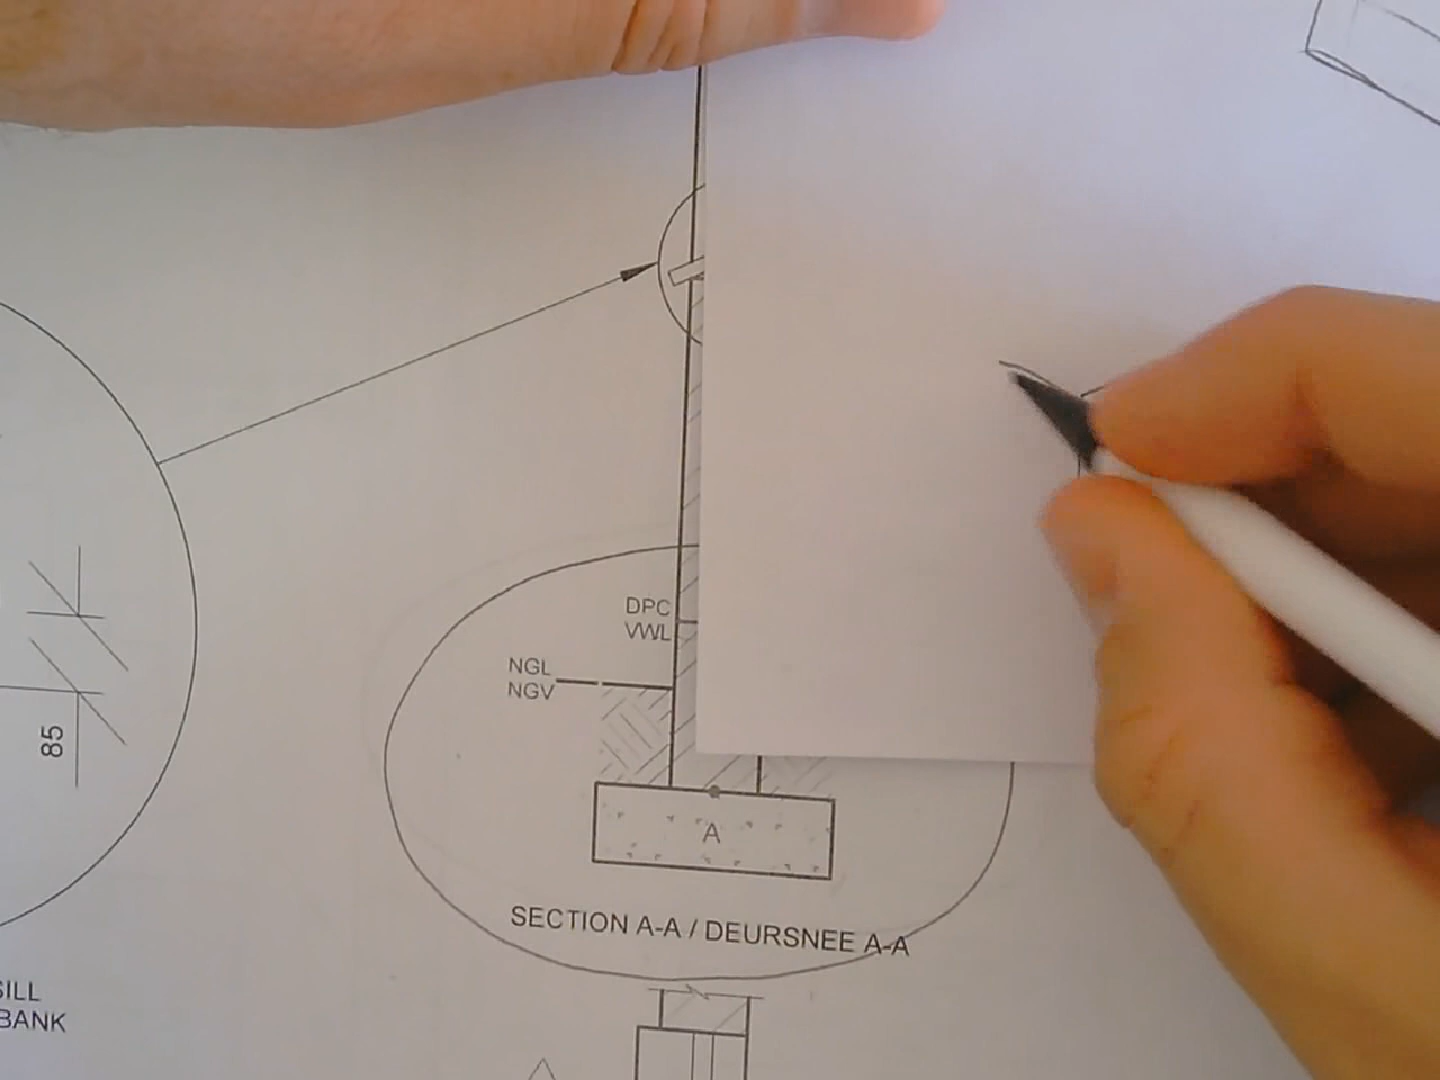 DPC
VWL
NGL
NGV
85
A
SECTION A-A / DEURSNEE A-A
SILL
BANK